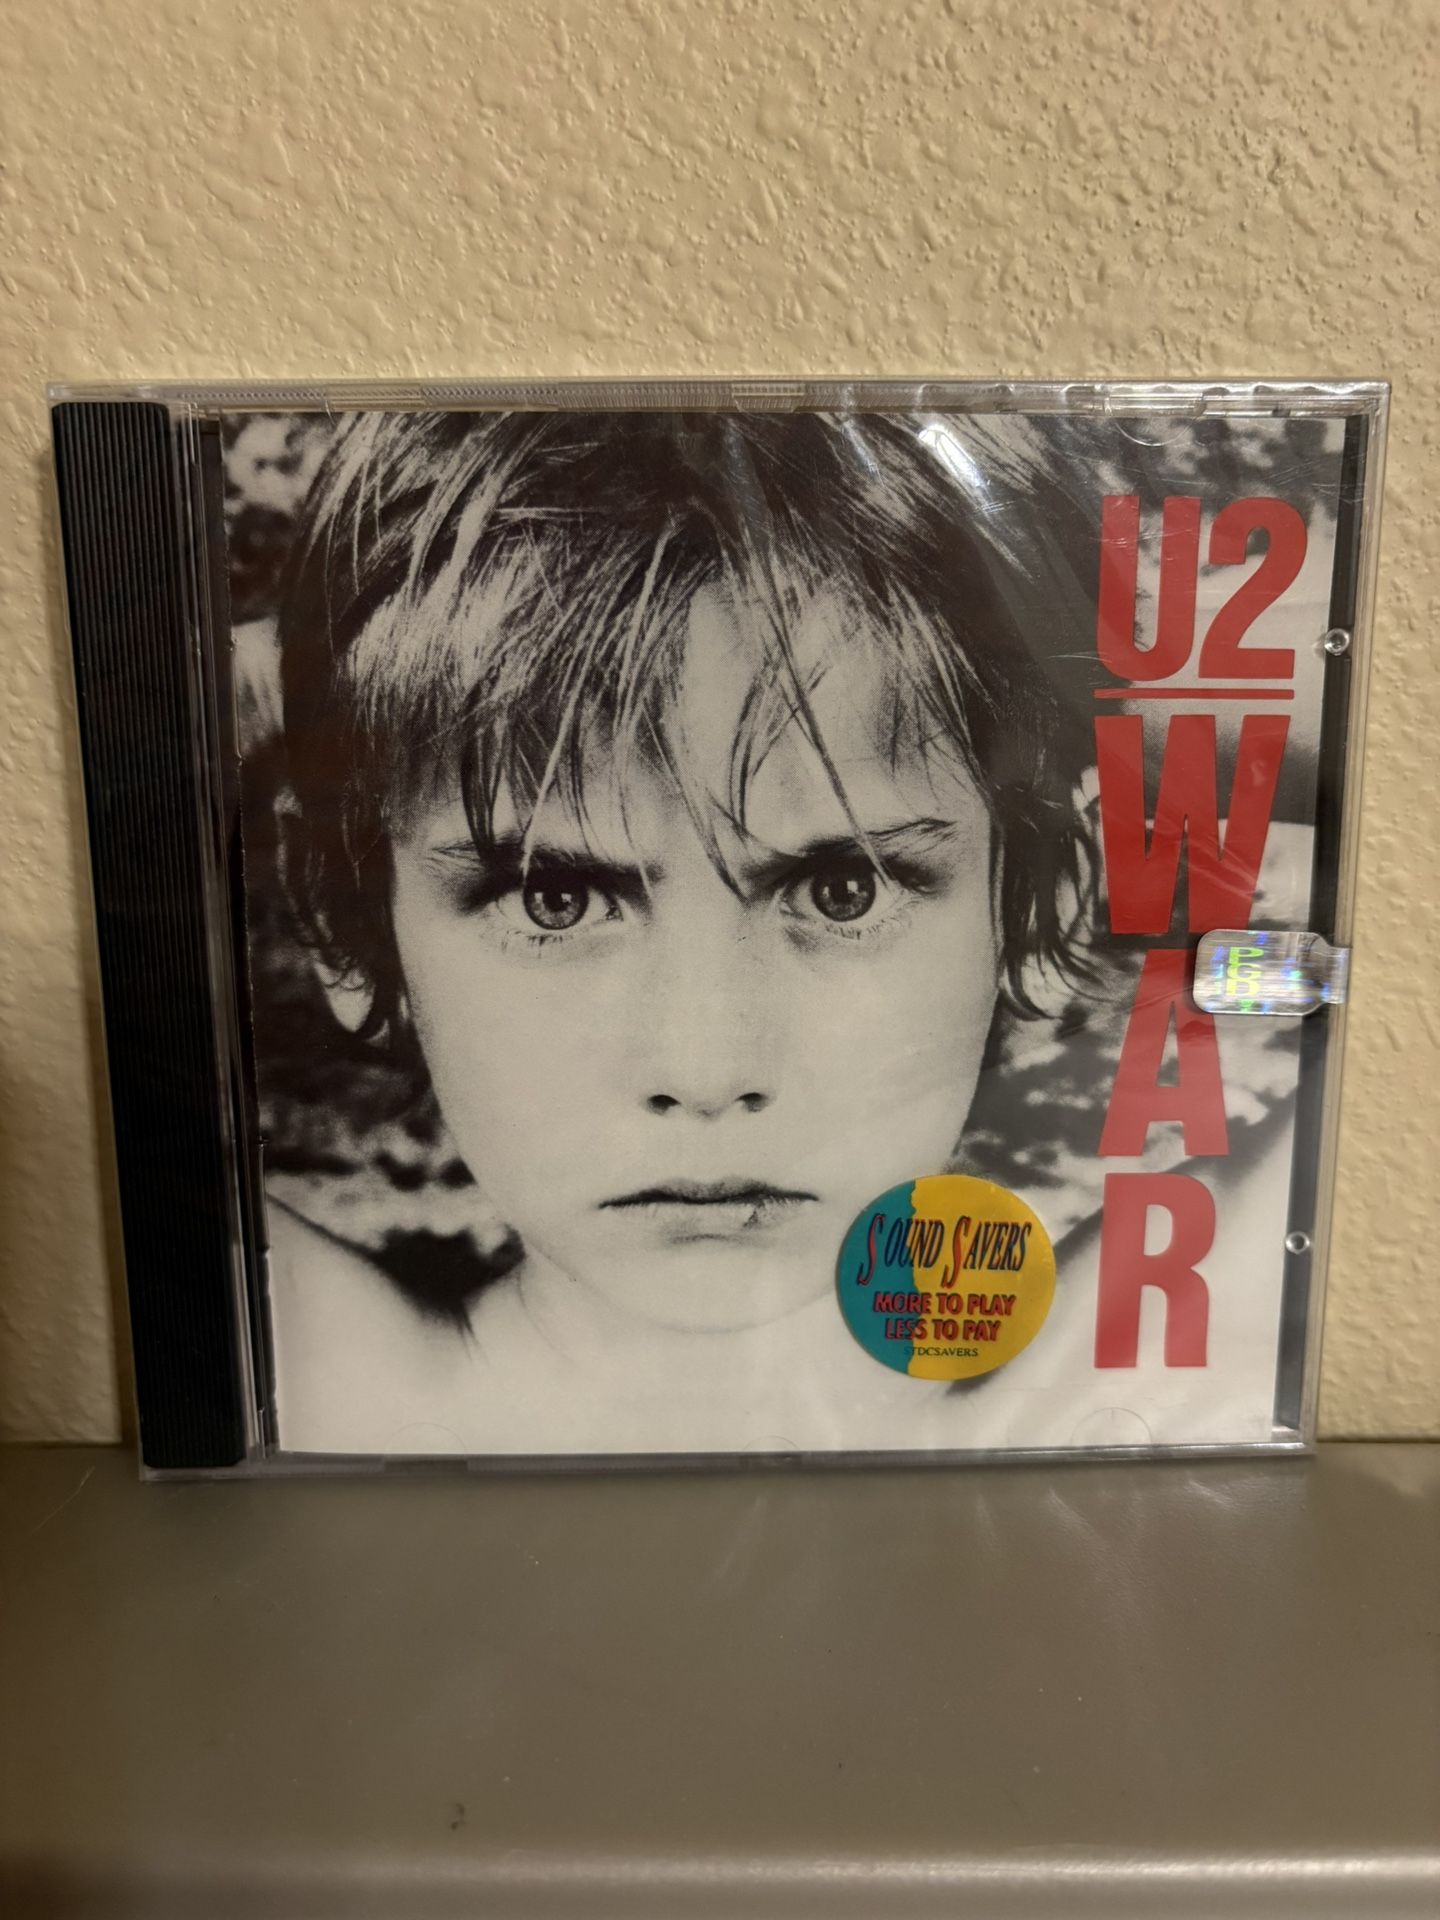 U2
WAR
PGD
SOUND SAVERS
MORE TO PLAY
LESS TO PAY
STDCSAVERS